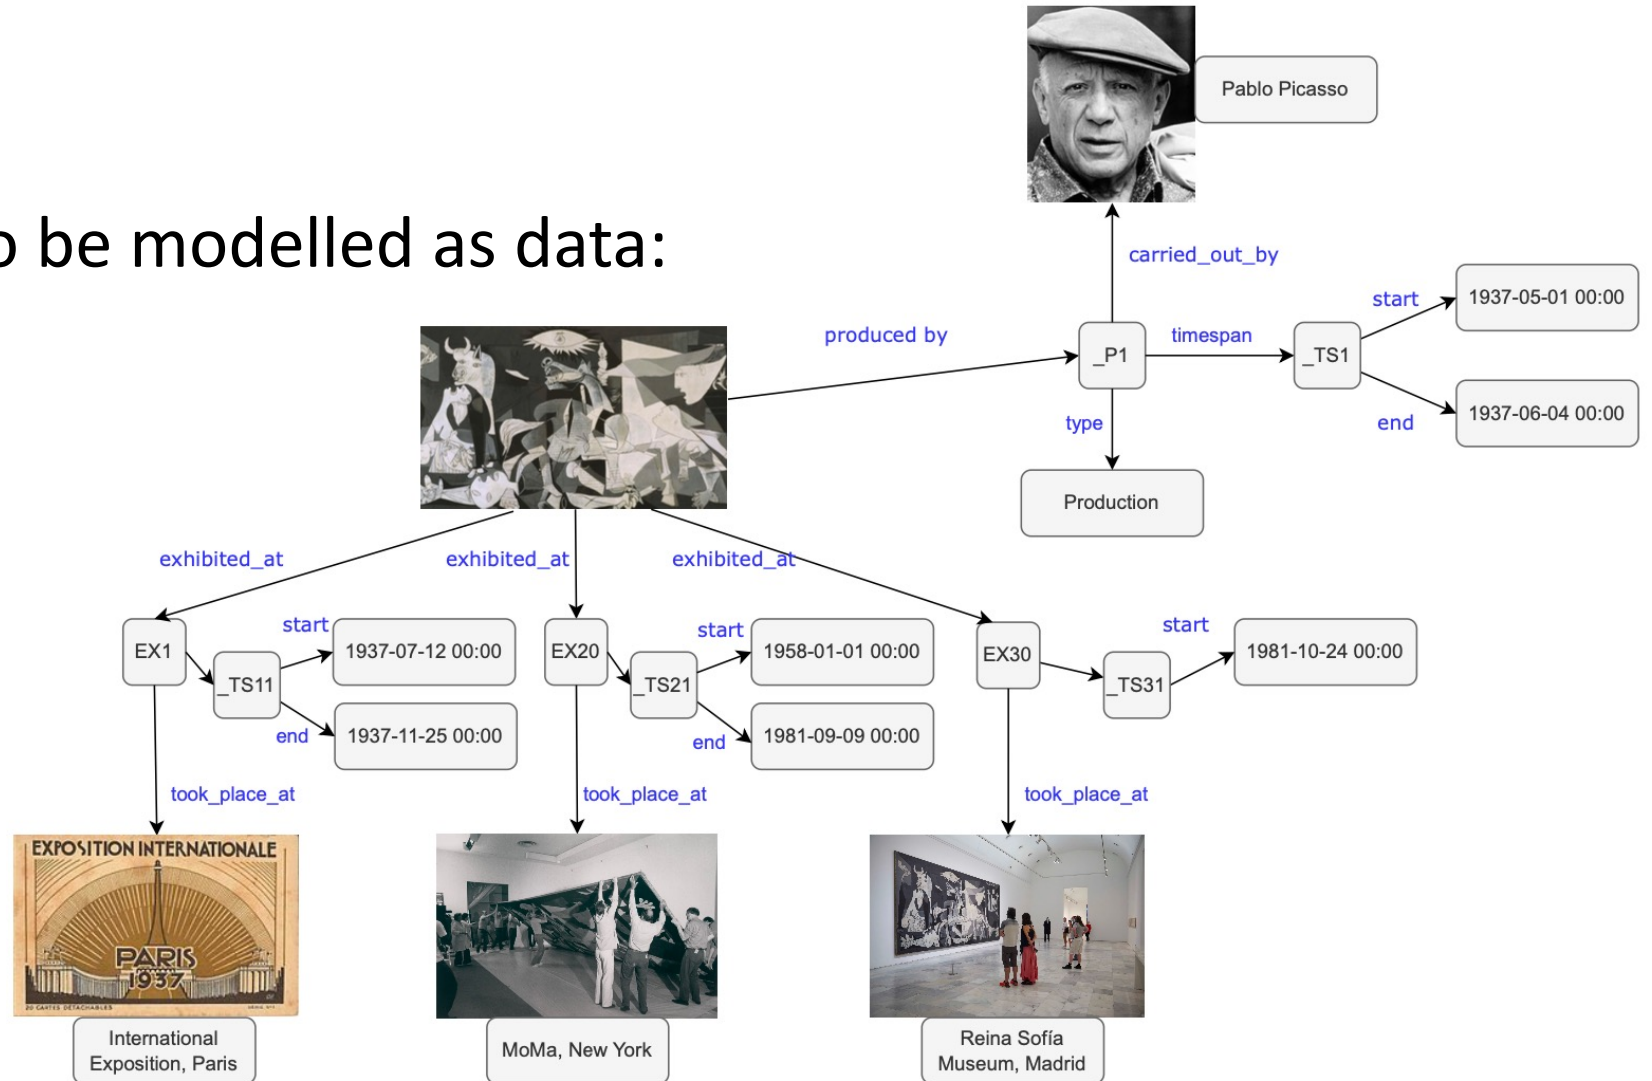 Pablo Picasso
o be modelled as data:
carried_out_by
start
1937-05-01 00:00
produced by
_P1
timespan
_TS1
type
end
1937-06-04 00:00
Production
exhibited_at
exhibited_at
exhibited_at
EX1
start
1937-07-12 00:00
_TS11
end
1937-11-25 00:00
EX20
start
1958-01-01 00:00
_TS21
end
1981-09-09 00:00
EX30
start
1981-10-24 00:00
_TS31
took_place_at
took_place_at
took_place_at
EXPOSITION INTERNATIONALE
PARIS
1937
20 CARTES DÉTACHABLES
International
Exposition, Paris
MoMa, New York
Reina Sofía
Museum, Madrid